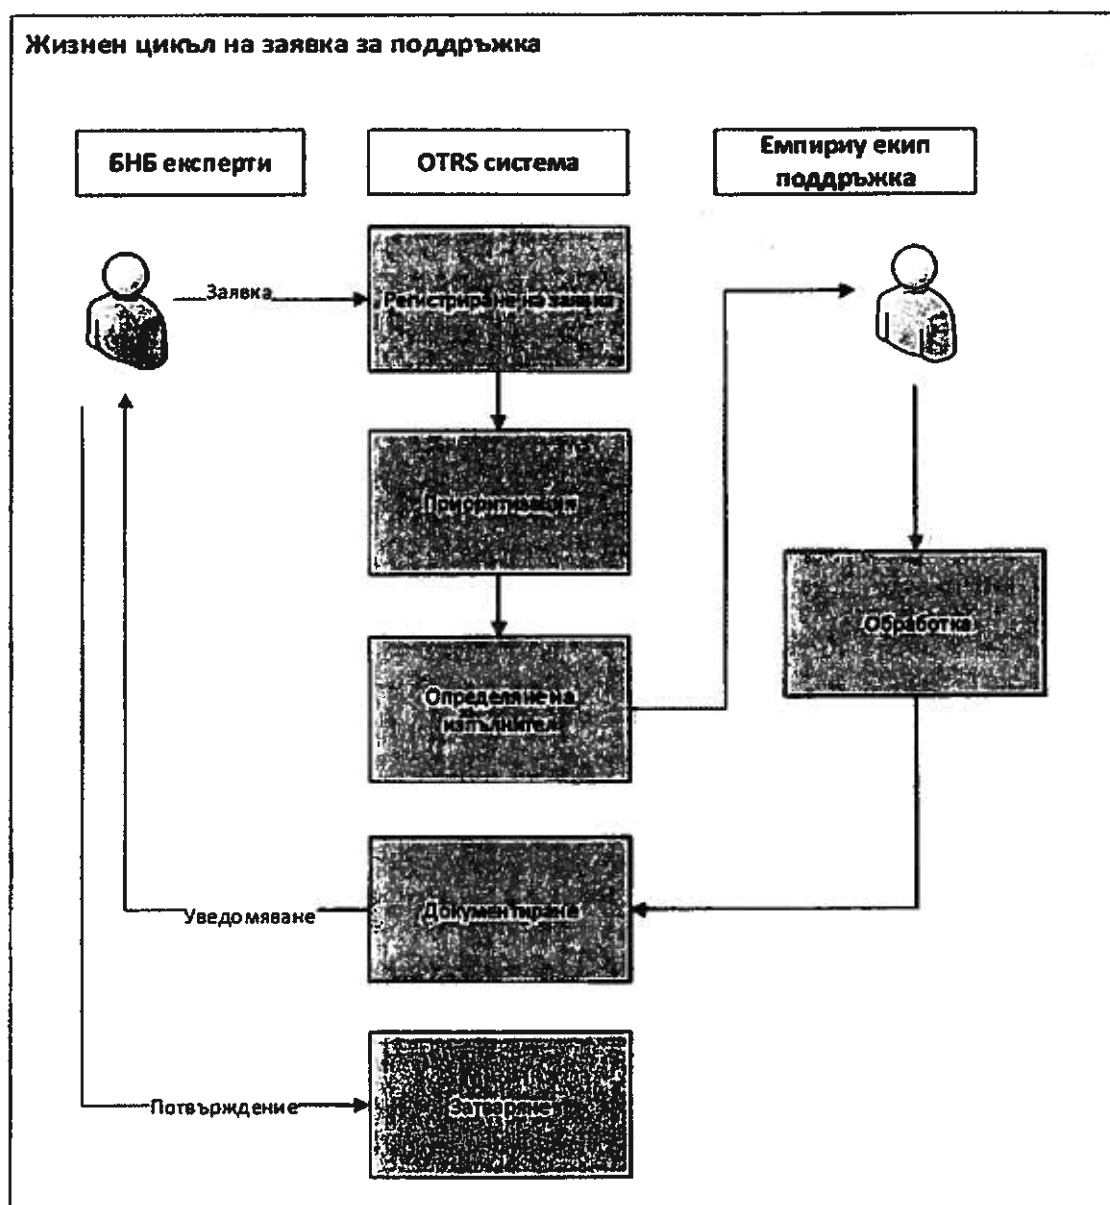 Жизнен цикъл на заявка за поддръжка
БНБ експерти
OTRS система
Емпириу екип
поддръжка
Заявка
Регистриране на заявка
Приоритизация
Обработка
Определяне на
изпълнител
Уведомяване
Документиране
Потвърждение
Затваряне